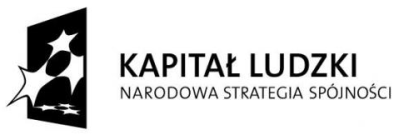 KAPITAŁ LUDZKI
NARODOWA STRATEGIA SPÓJNOŚCI